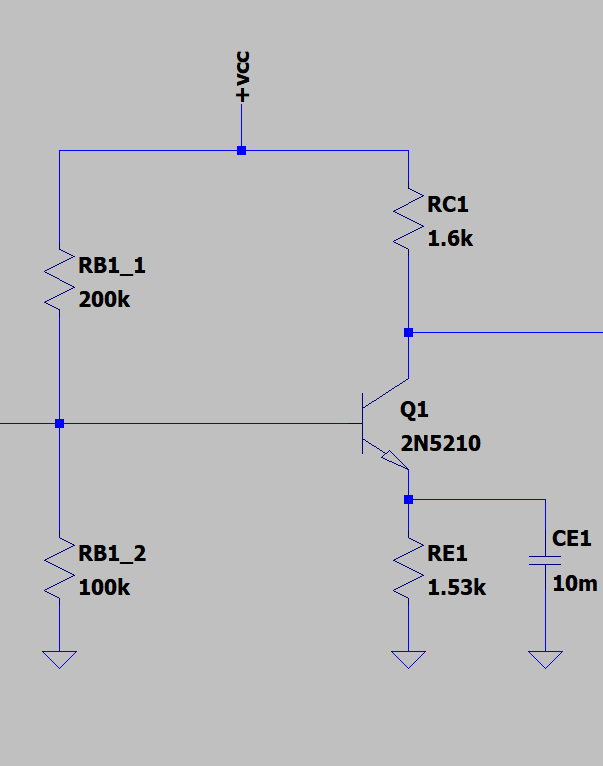 +vcc
RC1
1.6k
RB1_1
200k
Q1
2N5210
RB1_2
100k
RE1
1.53k
CE1
10m